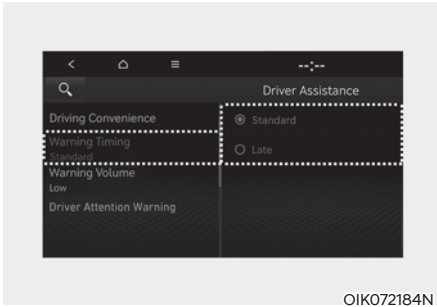 --:--
Driver Assistance
Driving Convenience
Warning Timing
Standard
Warning Volume
Low
Driver Attention Warning
Standard
Late
OIK072184N